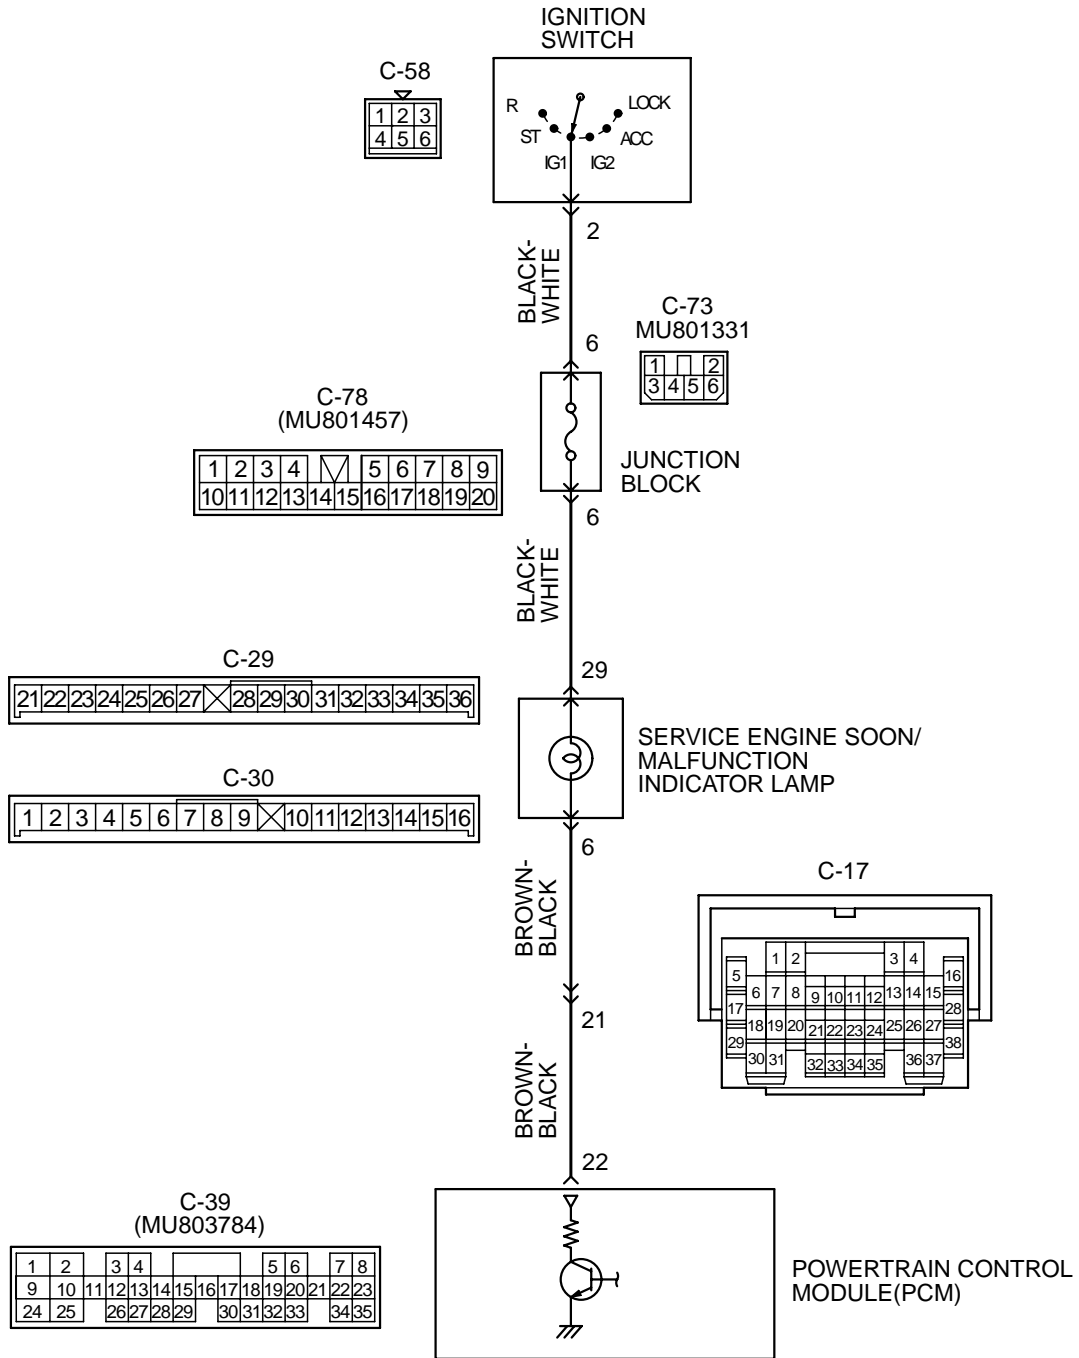 IGNITION
SWITCH
C-58
1 2 3
4 5 6
R
ST
IG1
IG2
ACC
LOCK
2
BLACK-
WHITE
C-73
MU801331
1 2
3 4 5 6
6
C-78
(MU801457)
1 2 3 4 5 6 7 8 9
10 11 12 13 14 15 16 17 18 19 20
JUNCTION
BLOCK
6
BLACK-
WHITE
C-29
21 22 23 24 25 26 27 28 29 30 31 32 33 34 35 36
29
SERVICE ENGINE SOON/
MALFUNCTION
INDICATOR LAMP
C-30
1 2 3 4 5 6 7 8 9 10 11 12 13 14 15 16
6
BROWN-
BLACK
C-17
1 2 3 4
5 16
6 7 8 9 10 11 12 13 14 15
17 28
18 19 20 21 22 23 24 25 26 27
29 38
30 31 32 33 34 35 36 37
21
BROWN-
BLACK
22
C-39
(MU803784)
1 2 3 4 5 6 7 8
9 10 11 12 13 14 15 16 17 18 19 20 21 22 23
24 25 26 27 28 29 30 31 32 33 34 35
POWERTRAIN CONTROL
MODULE(PCM)